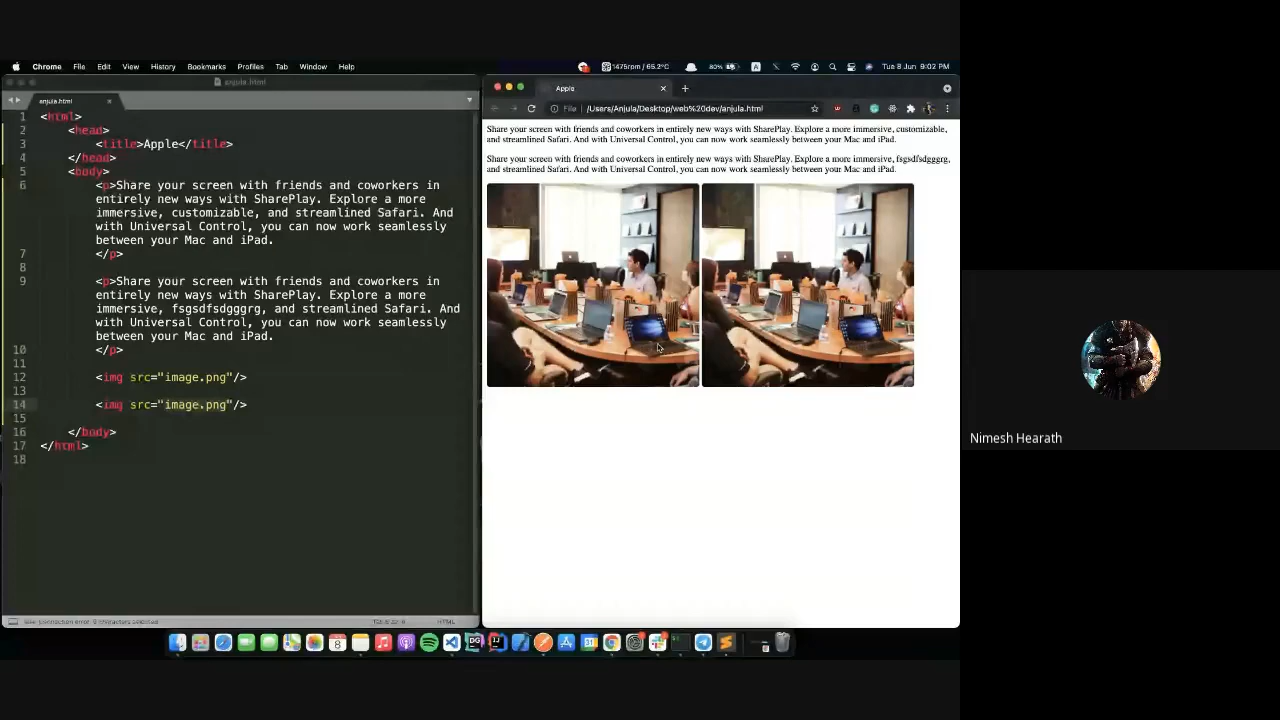 Chrome File Edit View History Bookmarks Profiles Tab Window Help
1475rpm / 65.2°C 80% A Tue 8 Jun 9:02 PM
anjula.html
anjula.html
1 <html>
2 <head>
3 <title>Apple</title>
4 </head>
5 <body>
6 <p>Share your screen with friends and coworkers in
entirely new ways with SharePlay. Explore a more
immersive, customizable, and streamlined Safari. And
with Universal Control, you can now work seamlessly
between your Mac and iPad.
7 </p>
8
9 <p>Share your screen with friends and coworkers in
entirely new ways with SharePlay. Explore a more
immersive, fsgsdfsdgggrg, and streamlined Safari. And
with Universal Control, you can now work seamlessly
between your Mac and iPad.
10 </p>
11
12 <img src="image.png"/>
13
14 <img src="image.png"/>
15
16 </body>
17 </html>
18
HTML
Apple
File /Users/Anjula/Desktop/web%20dev/anjula.html
Share your screen with friends and coworkers in entirely new ways with SharePlay. Explore a more immersive, customizable,
and streamlined Safari. And with Universal Control, you can now work seamlessly between your Mac and iPad.
Share your screen with friends and coworkers in entirely new ways with SharePlay. Explore a more immersive, fsgsdfsdgggrg,
and streamlined Safari. And with Universal Control, you can now work seamlessly between your Mac and iPad.
Nimesh Hearath